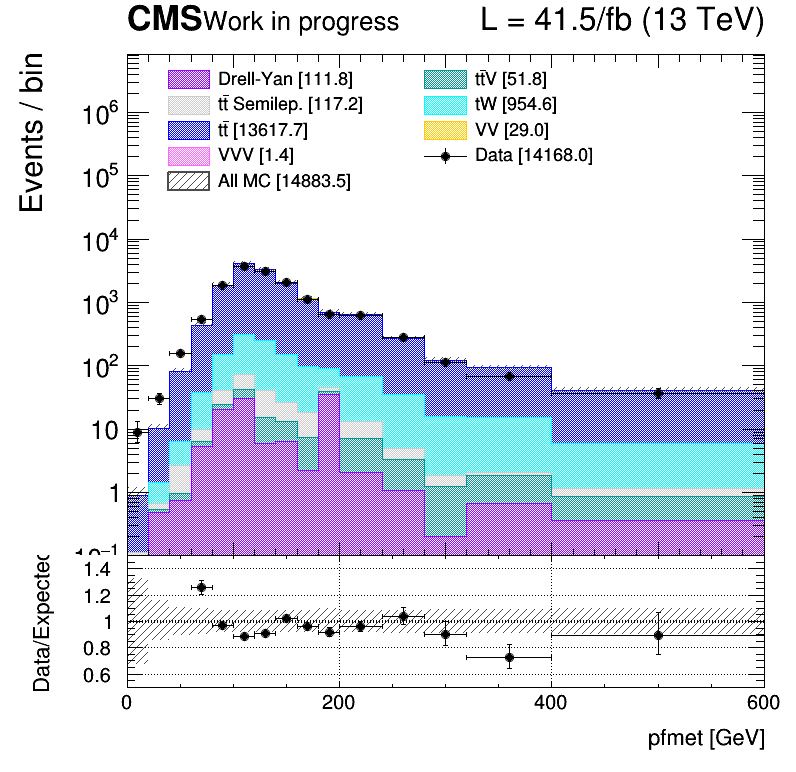 CMS Work in progress L = 41.5/fb (13 TeV)
Drell-Yan [111.8] tt̄V [51.8]
tt̄ Semilep. [117.2] tW [954.6]
tt̄ [13617.7] VV [29.0]
VVV [1.4] Data [14168.0]
All MC [14883.5]
Events / bin
10⁶
10⁵
10⁴
10³
10²
10
1
10⁻¹
Data/Expected
1.4
1.2
1
0.8
0.6
0 200 400 600
pfmet [GeV]